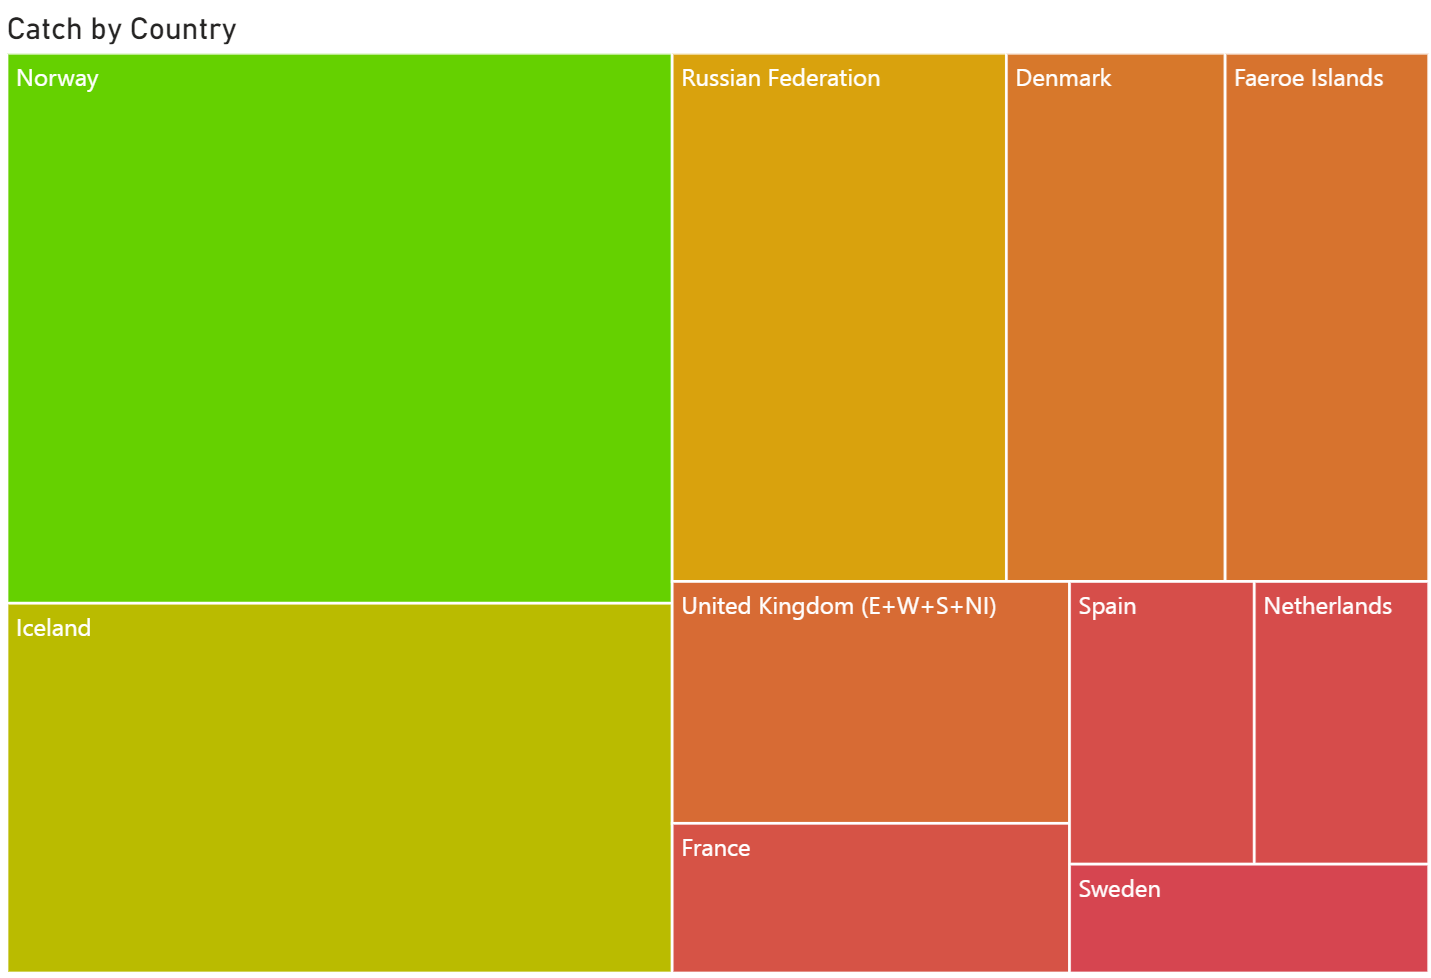 Catch by Country
Norway
Russian Federation
Denmark
Faeroe Islands
Iceland
United Kingdom (E+W+S+NI)
Spain
Netherlands
France
Sweden